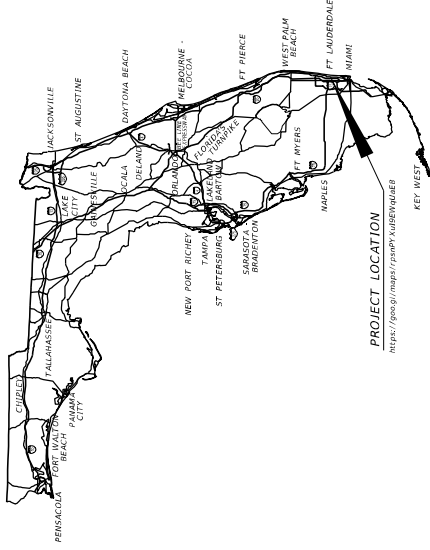 PENSACOLA
FORT WALTON
BEACH
PANAMA
CITY
CHIPLEY
TALLAHASSEE
LAKE
CITY
JACKSONVILLE
ST AUGUSTINE
GAINESVILLE
OCALA
DELAND
DAYTONA BEACH
ORLANDO
MELBOURNE -
COCOA
FLORIDA'S
TURNPIKE
LAKELAND
BARTOW
NEW PORT RICHEY
TAMPA
ST PETERSBURG
SARASOTA
BRADENTON
FT PIERCE
WEST PALM
BEACH
FT LAUDERDALE
MIAMI
FT MYERS
NAPLES
KEY WEST
PROJECT LOCATION